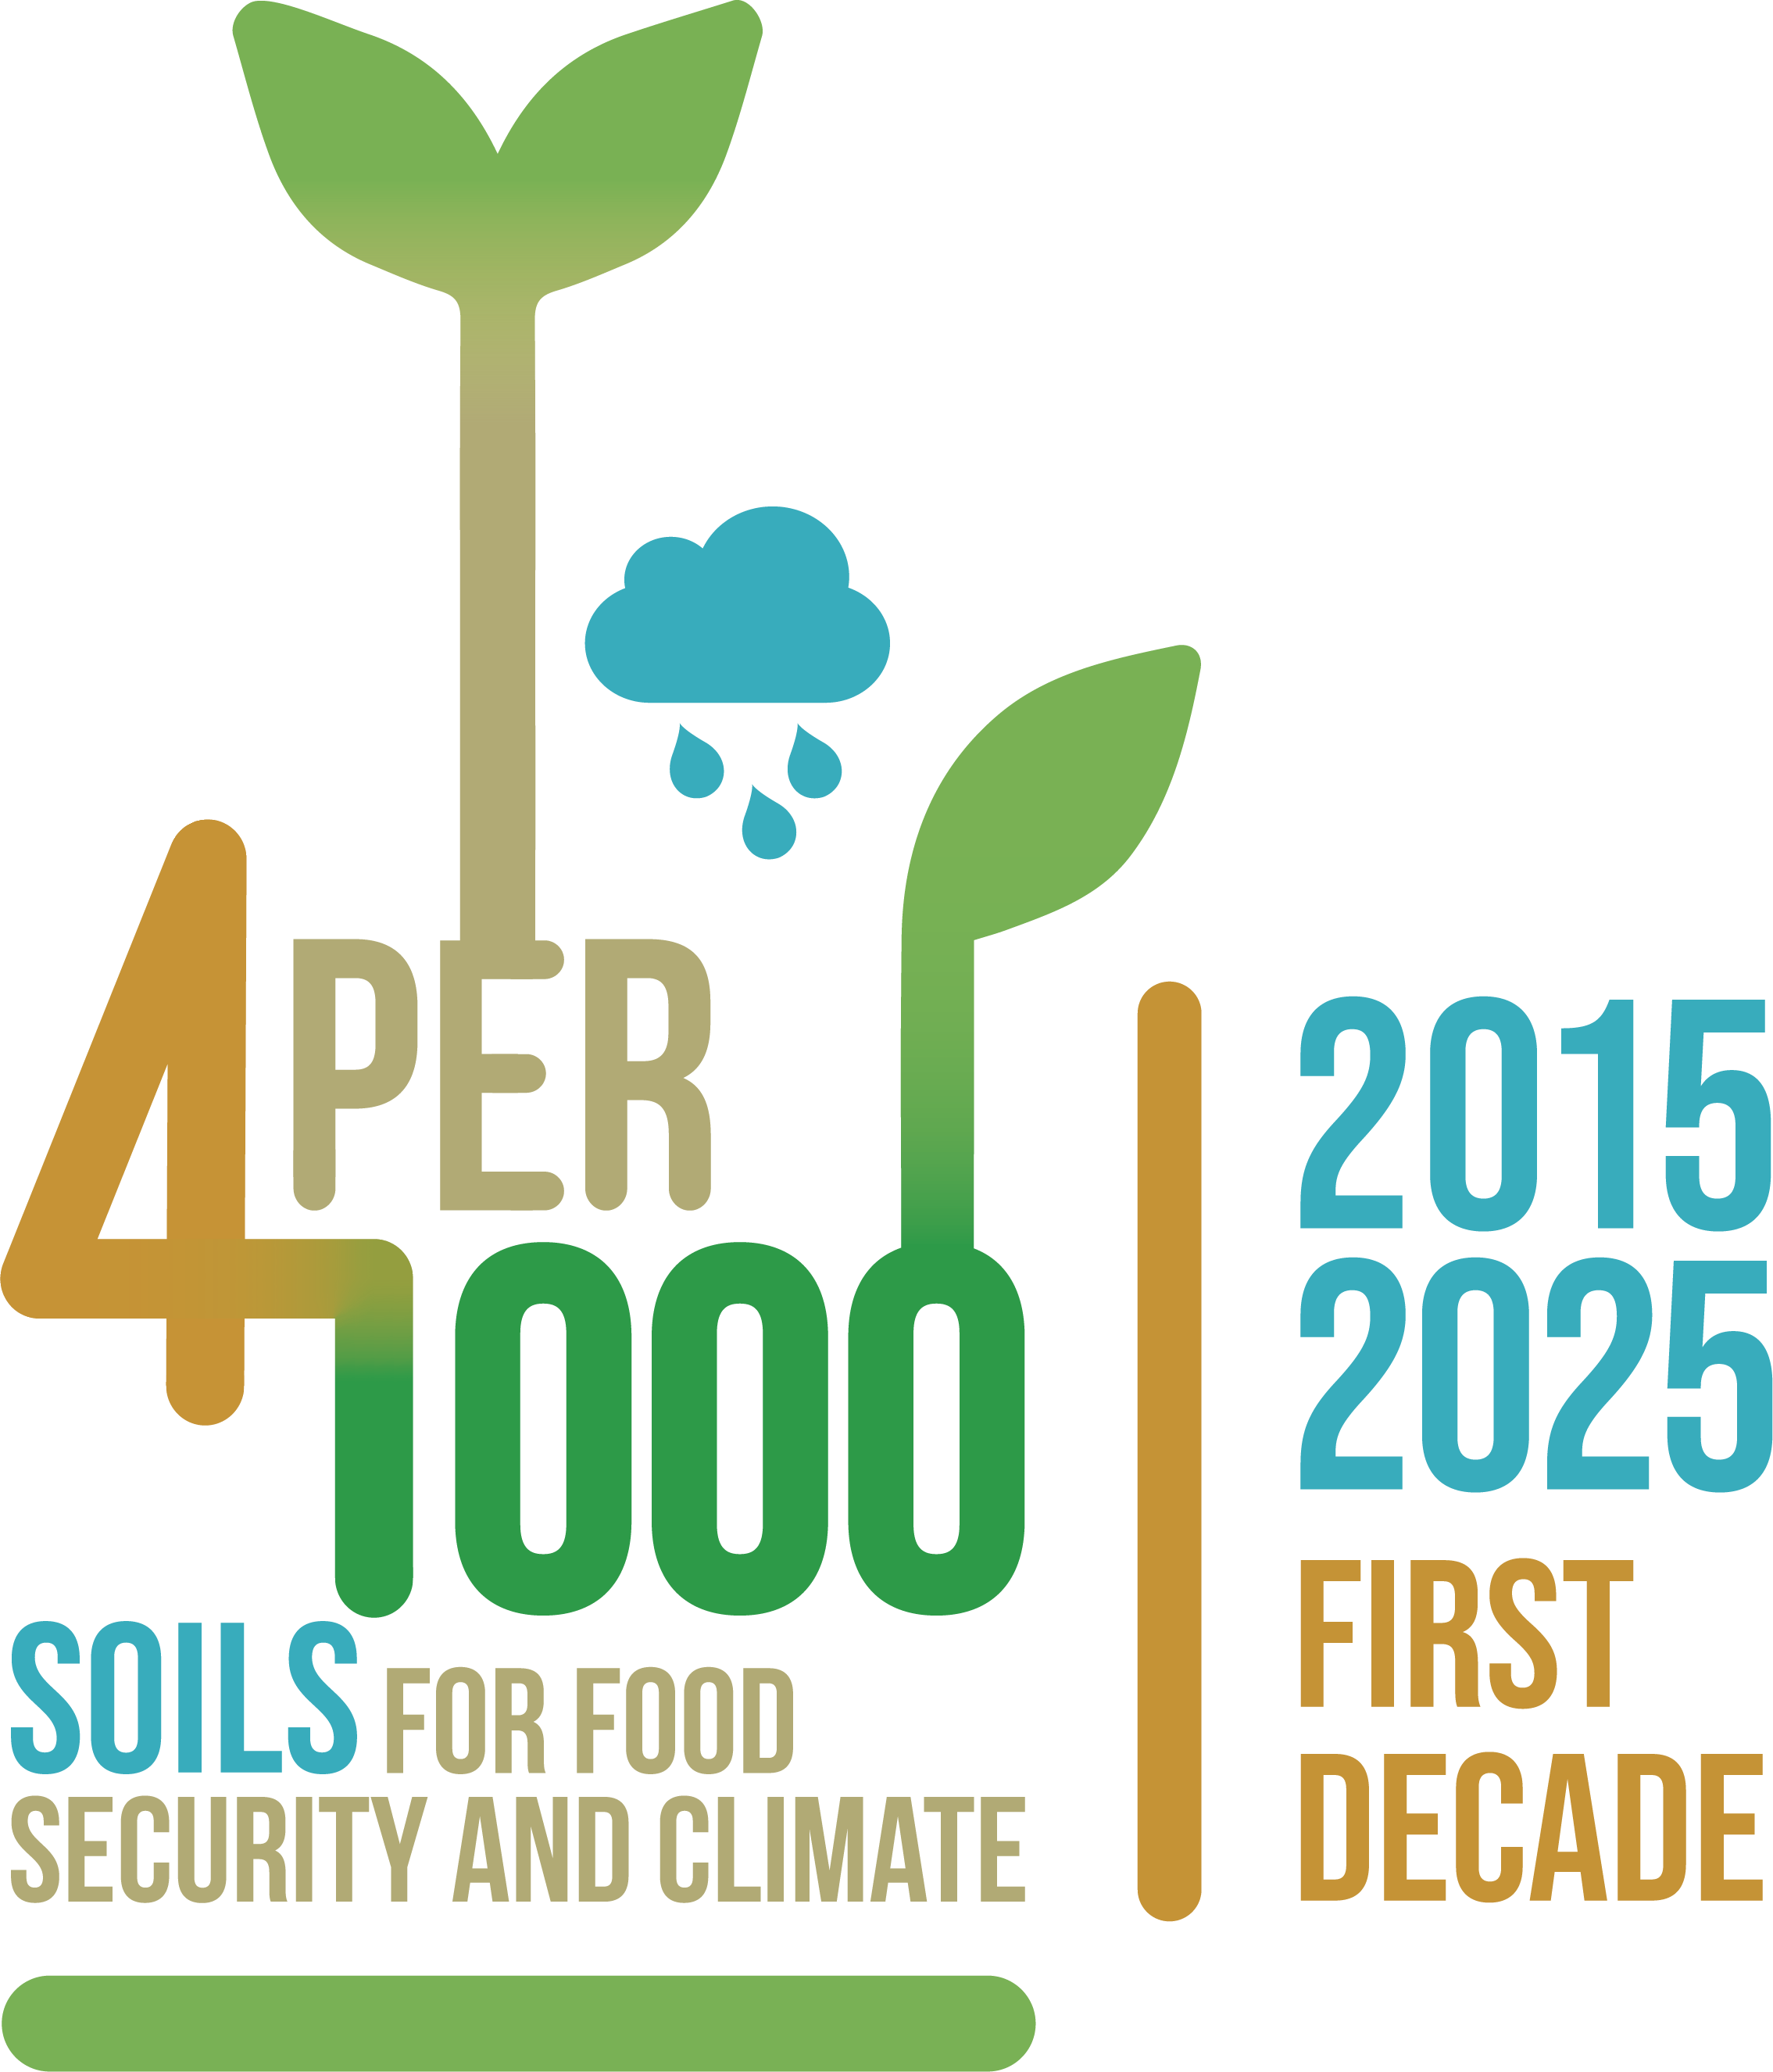 4 PER
1000
SOILS FOR FOOD
SECURITY AND CLIMATE
2015
2025
FIRST
DECADE